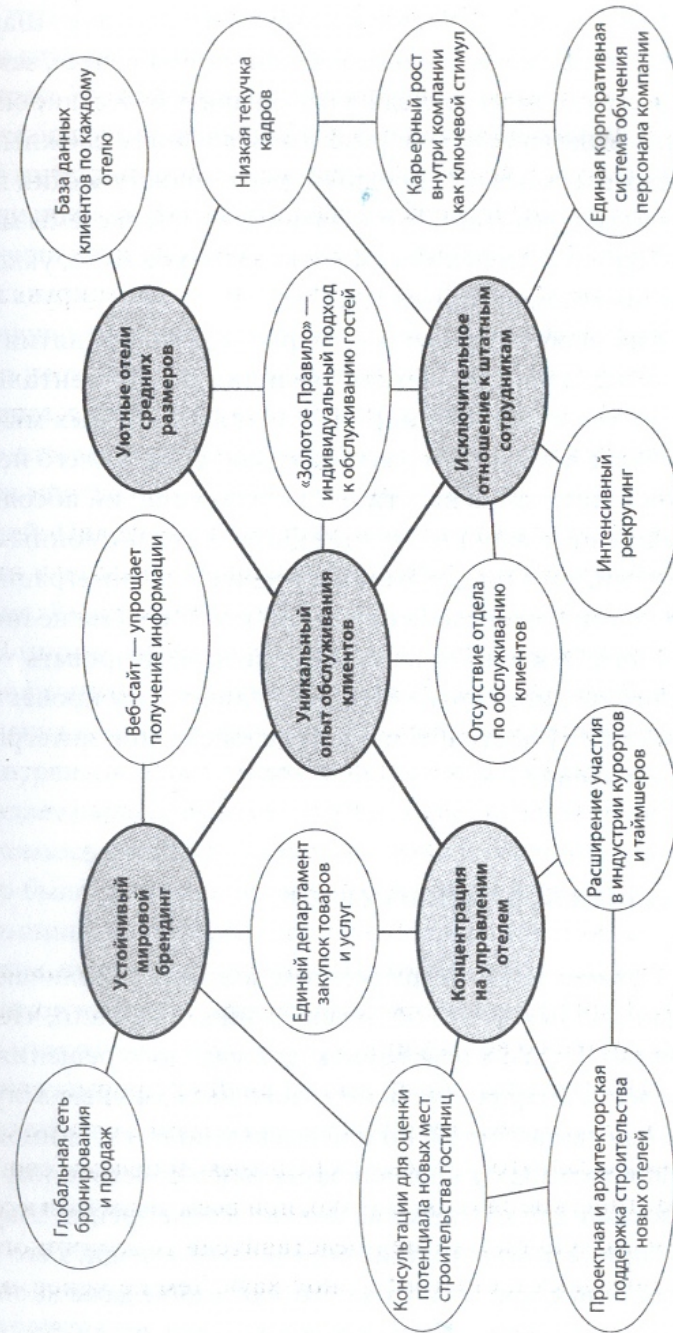 Глобальная сеть
бронирования
и продаж
Устойчивый
мировой
брендинг
Веб-сайт — упрощает
получение информации
Уютные отели
средних
размеров
База данных
клиентов по каждому
отелю
Низкая текучка
кадров
Единый департамент
закупок товаров
и услуг
Уникальный
опыт обслуживания
клиентов
«Золотое Правило» —
индивидуальный подход
к обслуживанию гостей
Карьерный рост
внутри компании
как ключевой стимул
Консультации для оценки
потенциала новых мест
строительства гостиниц
Концентрация
на управлении
отелем
Отсутствие отдела
по обслуживанию
клиентов
Исключительное
отношение к штатным
сотрудникам
Проектная и архитекторская
поддержка строительства
новых отелей
Расширение участия
в индустрии курортов
и таймшеров
Интенсивный
рекрутинг
Единая корпоративная
система обучения
персонала компании